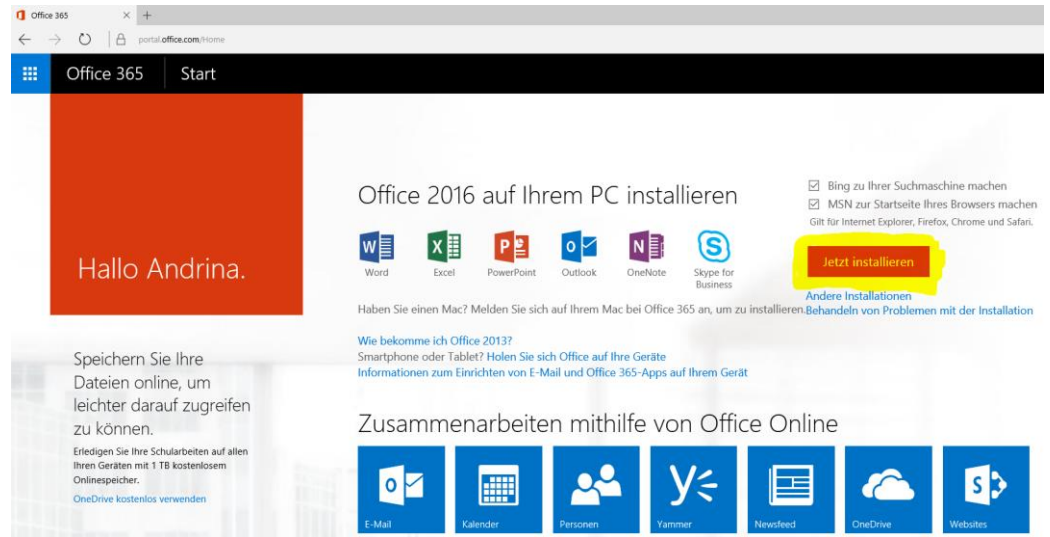 Office 365
portal.office.com/Home
Office 365
Start
Hallo Andrina.
Speichern Sie Ihre
Dateien online, um
leichter darauf zugreifen
zu können.
Erledigen Sie Ihre Schularbeiten auf allen
Ihren Geräten mit 1 TB kostenlosem
Onlinespeicher.
OneDrive kostenlos verwenden
Office 2016 auf Ihrem PC installieren
Word
Excel
PowerPoint
Outlook
OneNote
Skype for
Business
Bing zu Ihrer Suchmaschine machen
MSN zur Startseite Ihres Browsers machen
Gilt für Internet Explorer, Firefox, Chrome und Safari.
Jetzt installieren
Andere Installationen
Behandeln von Problemen mit der Installation
Haben Sie einen Mac? Melden Sie sich auf Ihrem Mac bei Office 365 an, um zu installieren.
Wie bekomme ich Office 2013?
Smartphone oder Tablet? Holen Sie sich Office auf Ihre Geräte
Informationen zum Einrichten von E-Mail und Office 365-Apps auf Ihrem Gerät
Zusammenarbeiten mithilfe von Office Online
E-Mail
Kalender
Personen
Yammer
Newsfeed
OneDrive
Websites